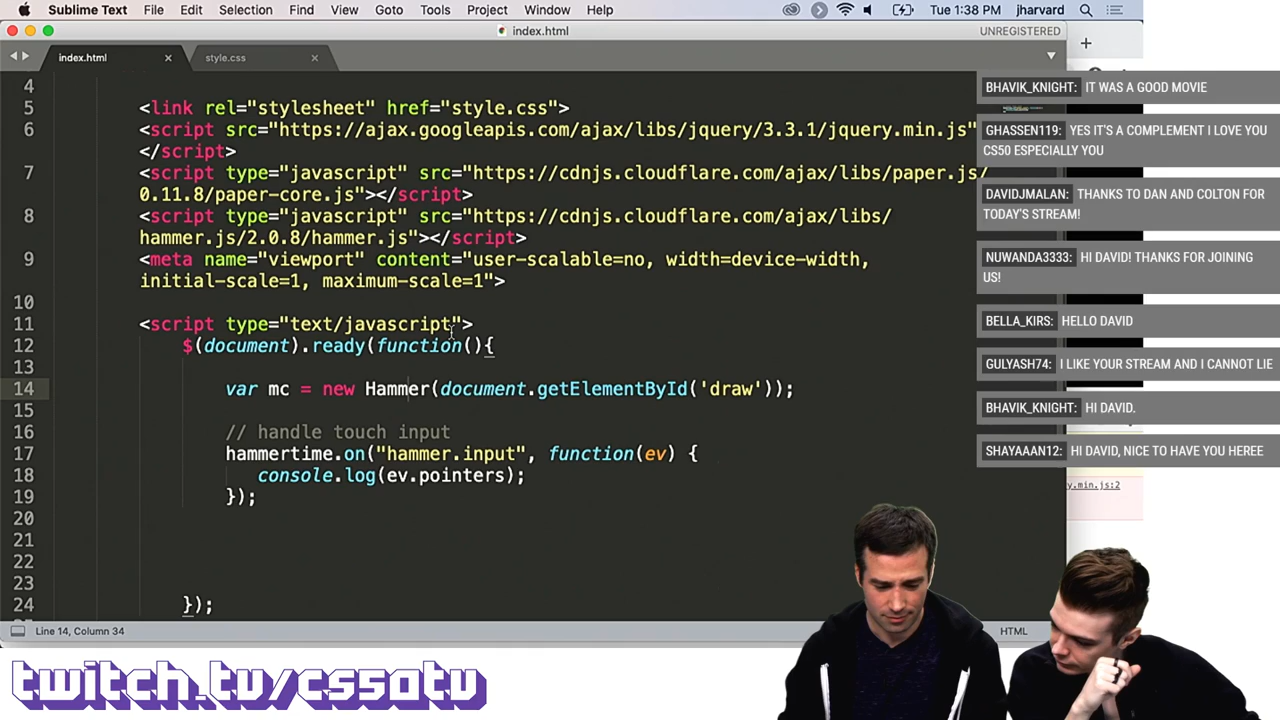 Sublime Text File Edit Selection Find View Goto Tools Project Window Help Tue 1:38 PM jharvard
index.html UNREGISTERED
index.html × style.css ×
4
5 <link rel="stylesheet" href="style.css">
6 <script src="https://ajax.googleapis.com/ajax/libs/jquery/3.3.1/jquery.min.js"
></script>
7 <script type="javascript" src="https://cdnjs.cloudflare.com/ajax/libs/paper.js/
0.11.8/paper-core.js"></script>
8 <script type="javascript" src="https://cdnjs.cloudflare.com/ajax/libs/
hammer.js/2.0.8/hammer.js"></script>
9 <meta name="viewport" content="user-scalable=no, width=device-width,
initial-scale=1, maximum-scale=1">
10
11 <script type="text/javascript">
12 $(document).ready(function(){
13
14 var mc = new Hammer(document.getElementById('draw'));
15
16 // handle touch input
17 hammertime.on("hammer.input", function(ev) {
18 console.log(ev.pointers);
19 });
20
21
22
23
24 });
Line 14, Column 34 HTML
BHAVIK_KNIGHT: IT WAS A GOOD MOVIE
GHASSEN119: YES IT'S A COMPLEMENT I LOVE YOU
CS50 ESPECIALLY YOU
DAVIDJMALAN: THANKS TO DAN AND COLTON FOR
TODAY'S STREAM!
NUWANDA3333: HI DAVID! THANKS FOR JOINING
US!
BELLA_KIRS: HELLO DAVID
GULYASH74: I LIKE YOUR STREAM AND I CANNOT LIE
BHAVIK_KNIGHT: HI DAVID.
SHAYAAAN12: HI DAVID, NICE TO HAVE YOU HEREE
y.min.js:2
twitch.tv/cs50tv